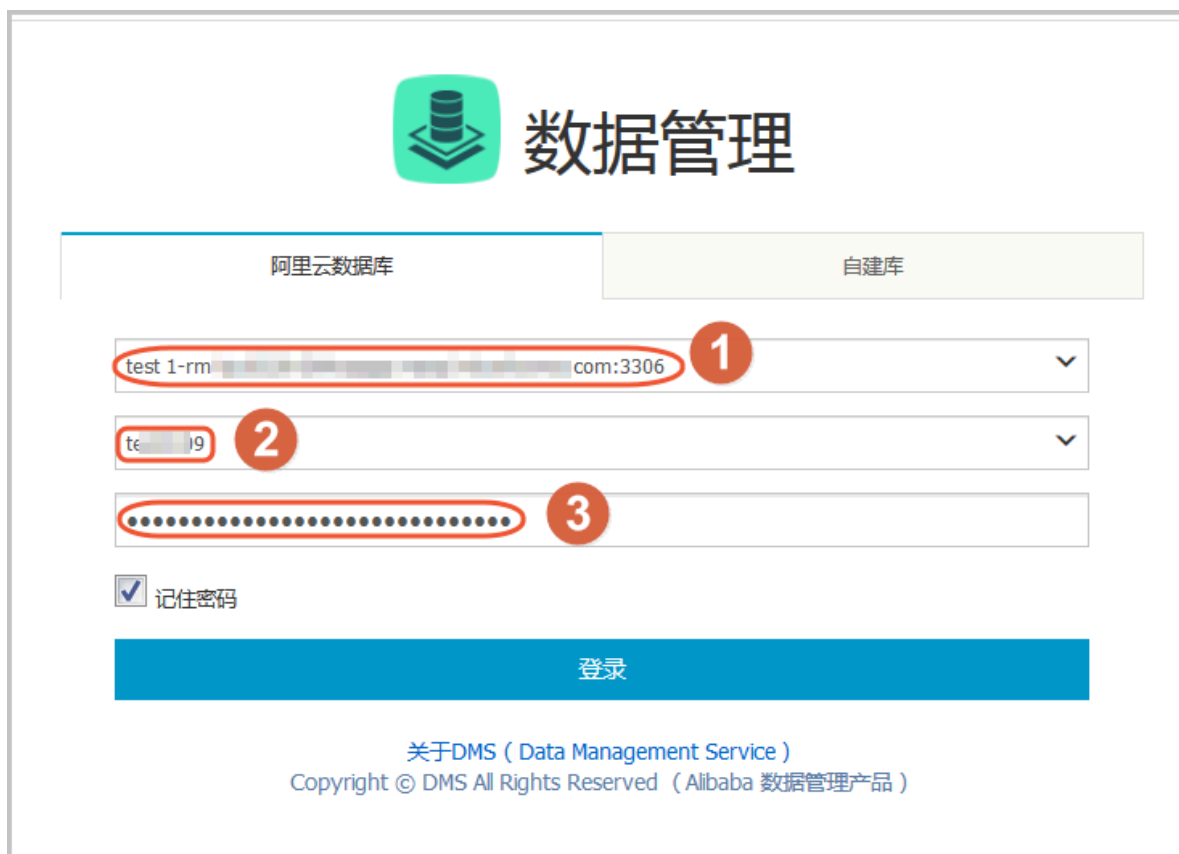 数据管理
阿里云数据库 自建库
test 1-rm com:3306 1
2
3
记住密码
登录
关于DMS（Data Management Service）
Copyright © DMS All Rights Reserved （Alibaba 数据管理产品）